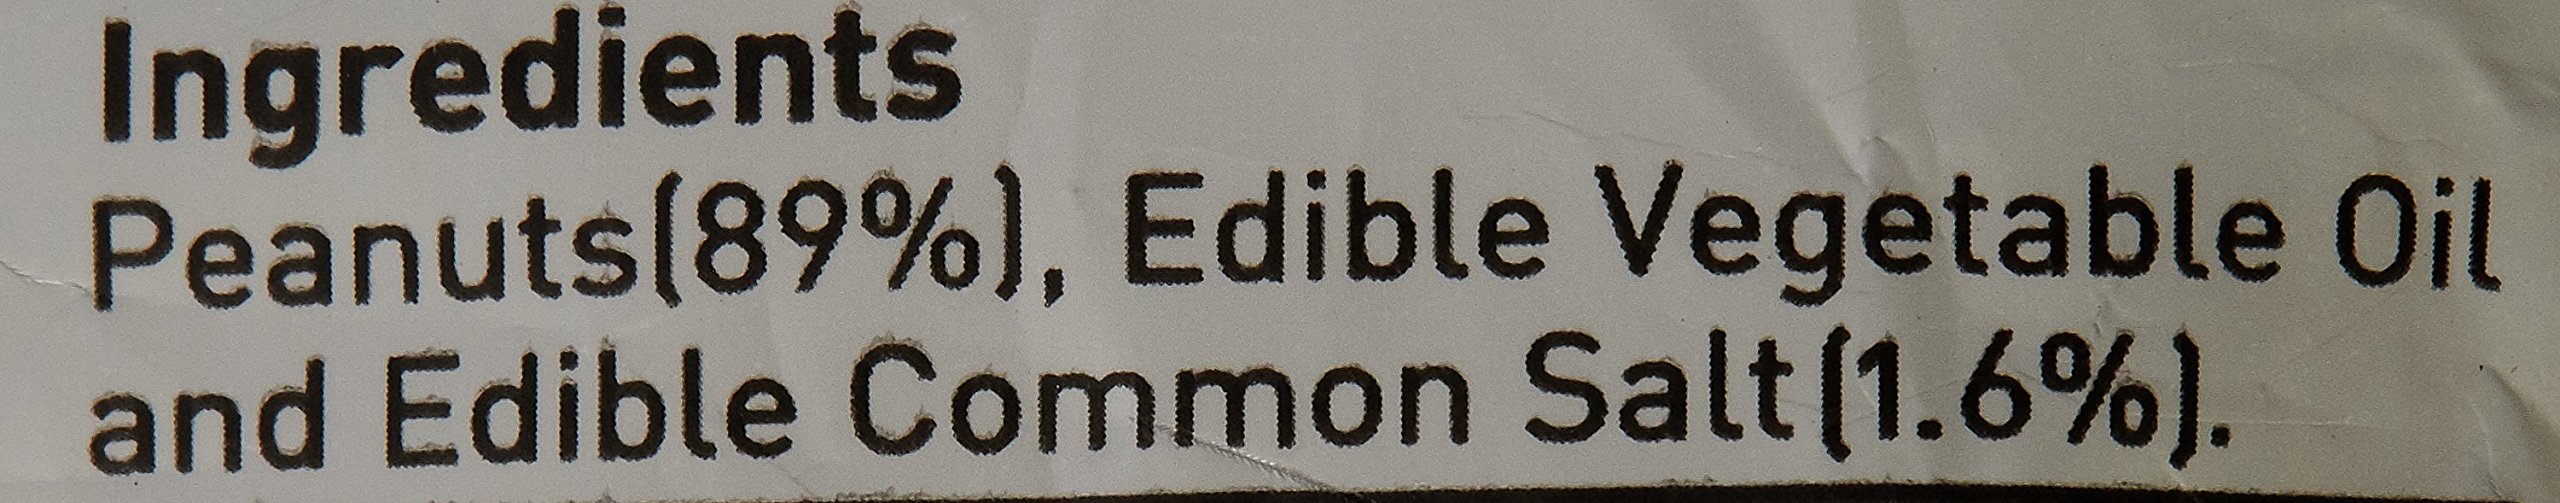 Ingredients
Peanuts(89%), Edible Vegetable Oil
and Edible Common Salt(1.6%).